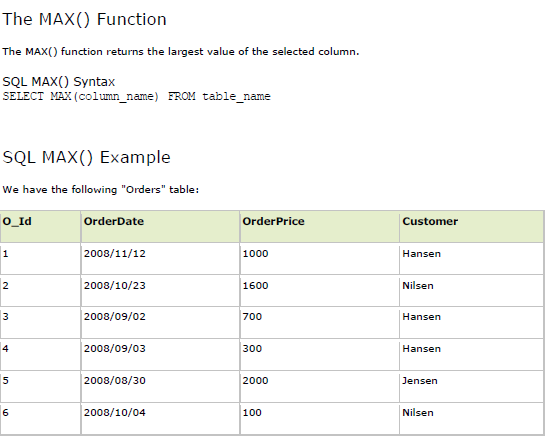 The MAX() Function
The MAX() function returns the largest value of the selected column.
SQL MAX() Syntax
SELECT MAX(column_name) FROM table_name
SQL MAX() Example
We have the following "Orders" table:
O_Id OrderDate OrderPrice Customer
1 2008/11/12 1000 Hansen
2 2008/10/23 1600 Nilsen
3 2008/09/02 700 Hansen
4 2008/09/03 300 Hansen
5 2008/08/30 2000 Jensen
6 2008/10/04 100 Nilsen